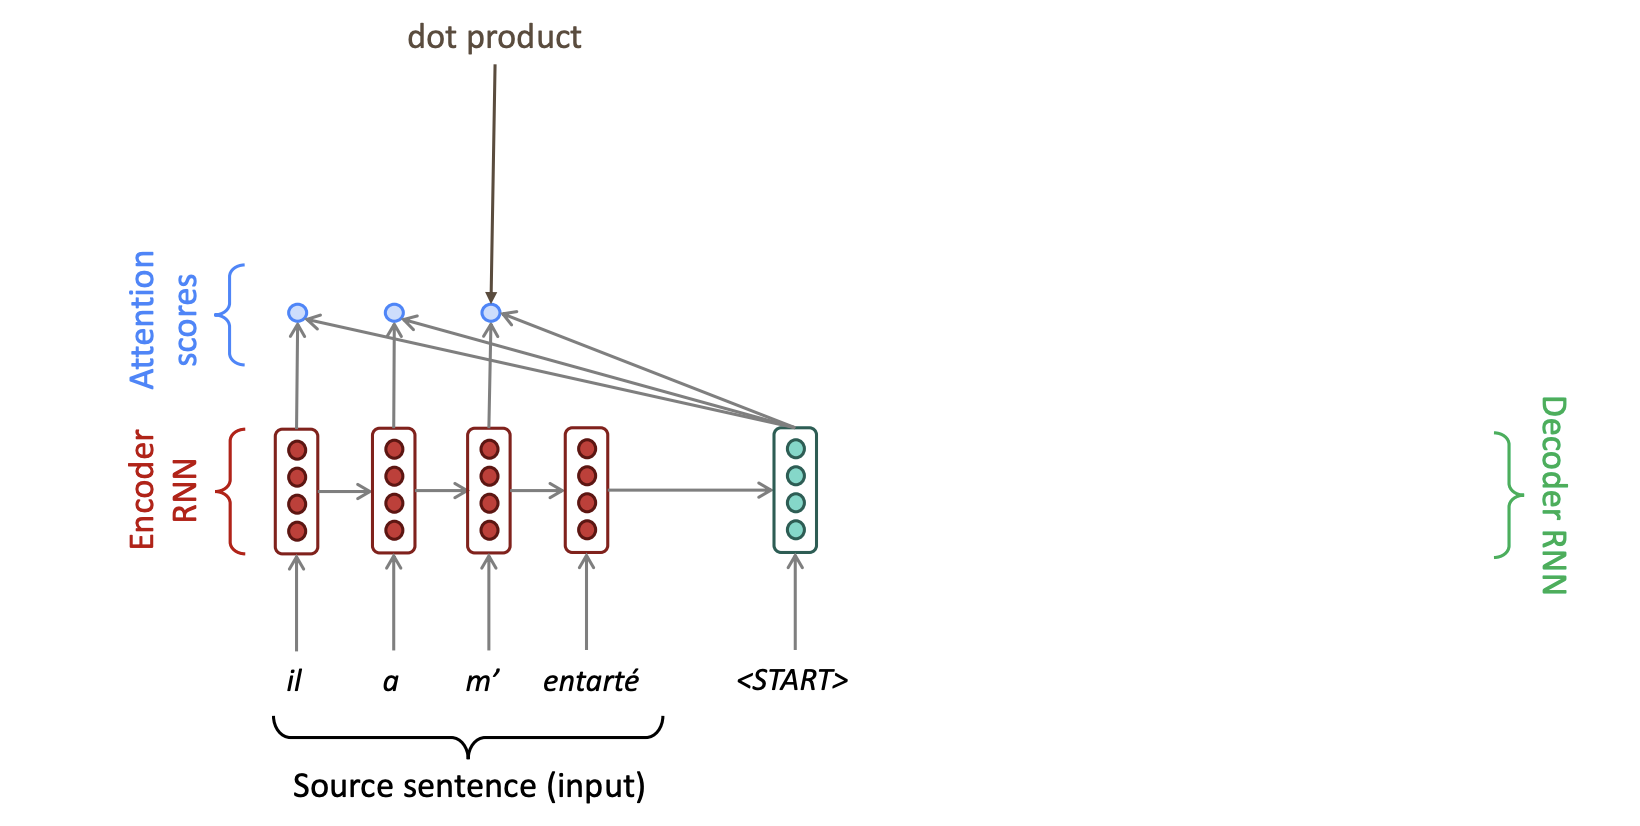 dot product
Attention
scores
Encoder
RNN
Decoder RNN
il a m’ entarté <START>
Source sentence (input)